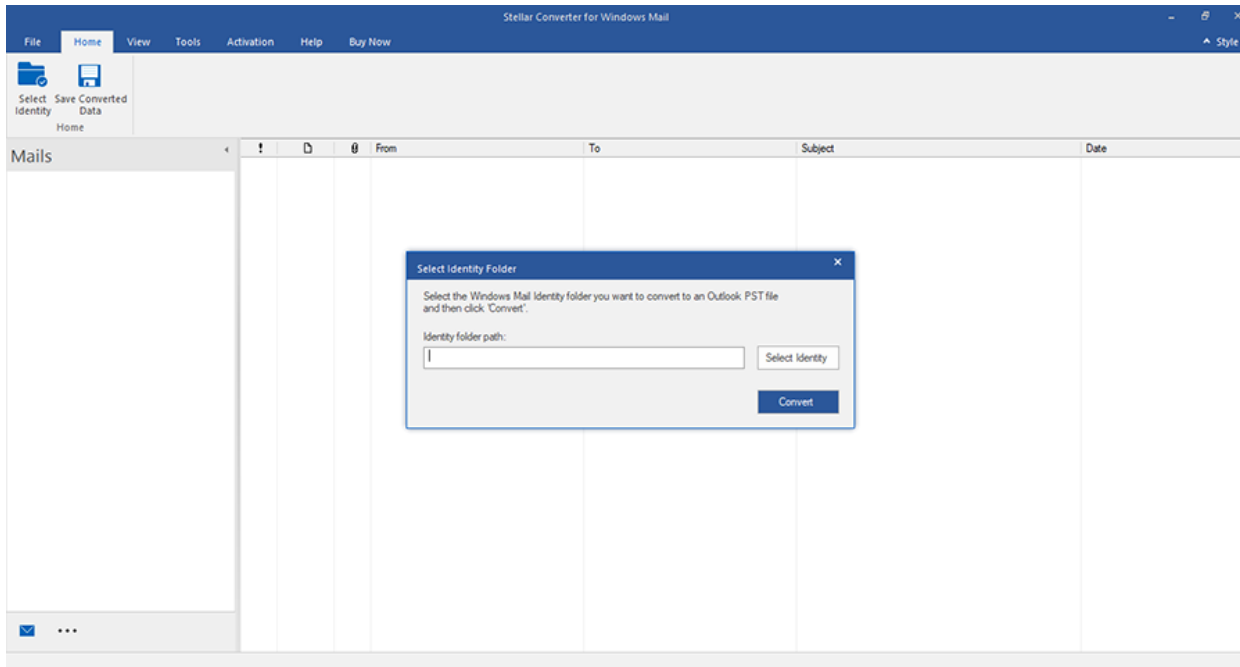 Stellar Converter for Windows Mail
File Home View Tools Activation Help Buy Now Style
Select Identity
Save Converted Data
Home
Mails
! From To Subject Date
Select Identity Folder
Select the Windows Mail Identity folder you want to convert to an Outlook PST file
and then click 'Convert'.
Identity folder path:
Select Identity
Convert